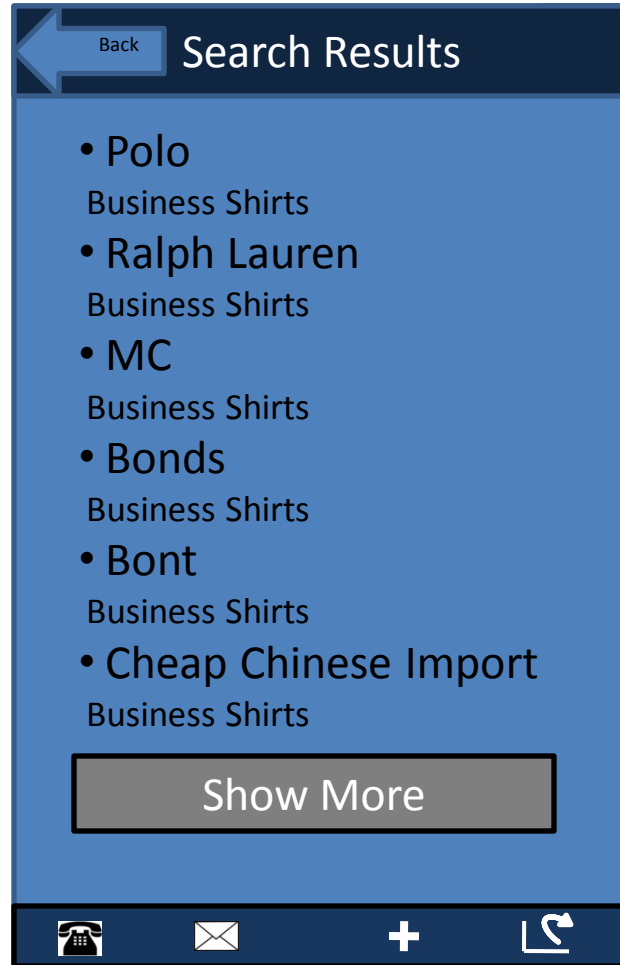 Back
Search Results
• Polo
Business Shirts
• Ralph Lauren
Business Shirts
• MC
Business Shirts
• Bonds
Business Shirts
• Bont
Business Shirts
• Cheap Chinese Import
Business Shirts
Show More